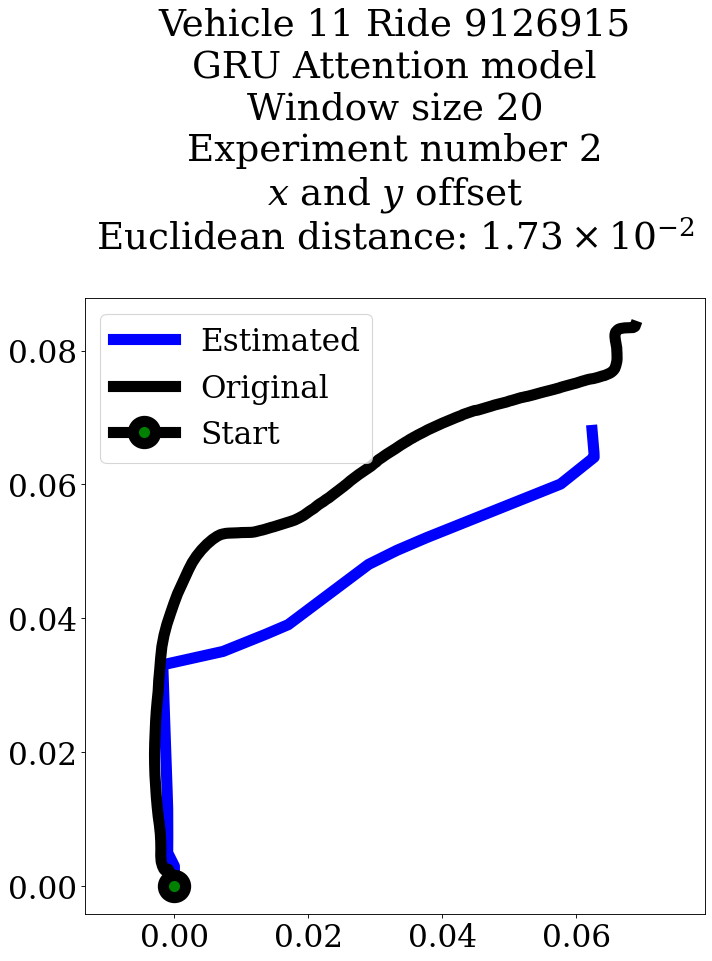 Vehicle 11 Ride 9126915
GRU Attention model
Window size 20
Experiment number 2
x and y offset
Euclidean distance: 1.73 × 10⁻²
Estimated
Original
Start
0.08
0.06
0.04
0.02
0.00
0.00 0.02 0.04 0.06